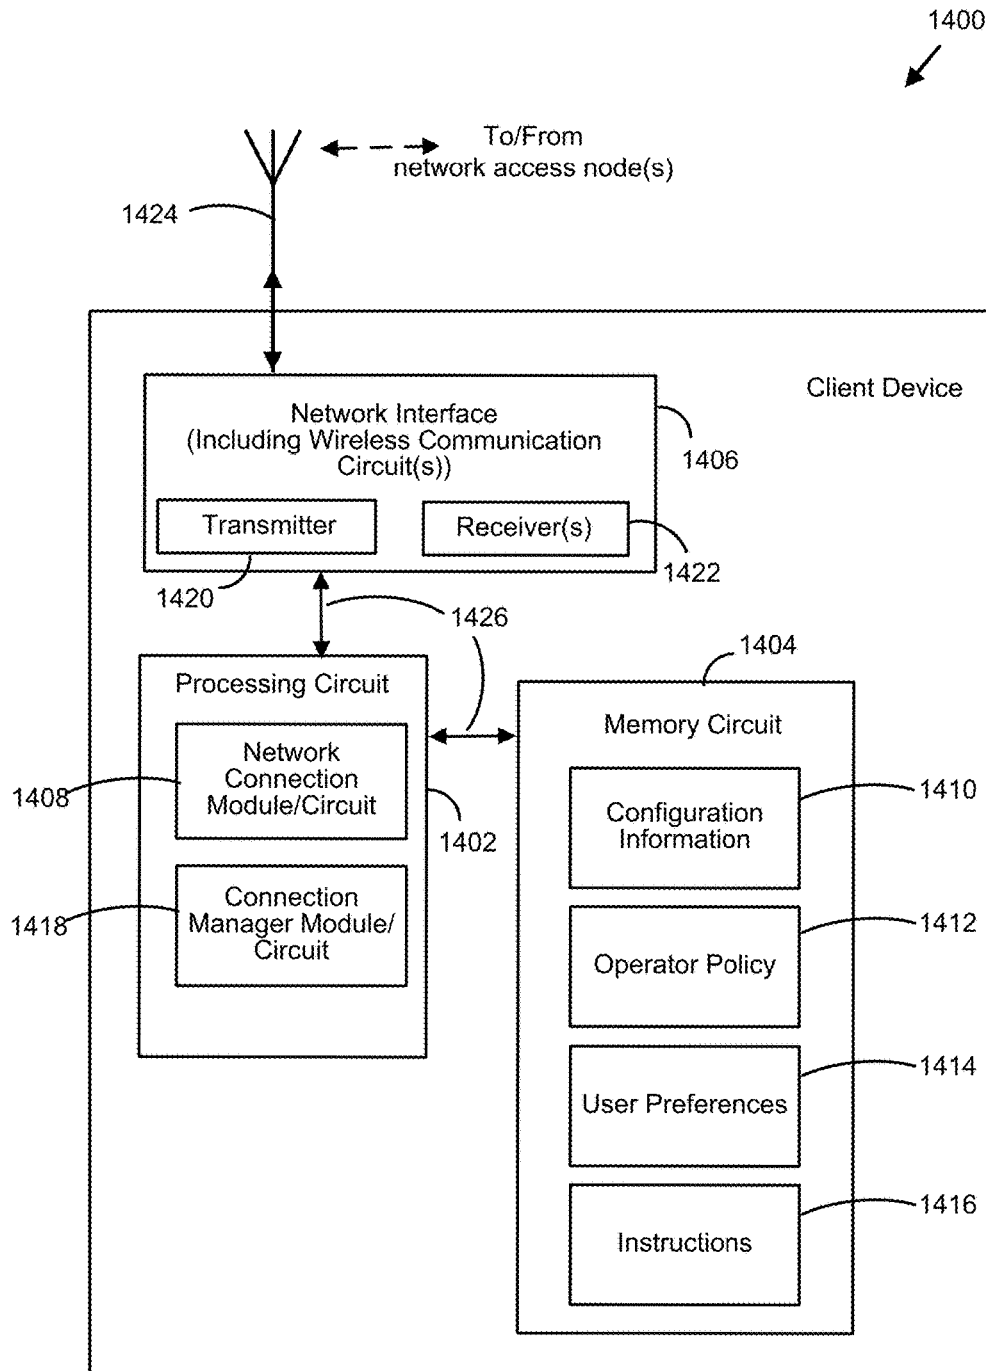 1400
To/From
network access node(s)
1424
Client Device
Network Interface
(Including Wireless Communication
Circuit(s))
1406
Transmitter
Receiver(s)
1420
1422
1426
1404
Processing Circuit
Memory Circuit
Network
Connection
Module/Circuit
1408
1402
Configuration
Information
1410
Connection
Manager Module/
Circuit
1418
Operator Policy
1412
User Preferences
1414
Instructions
1416